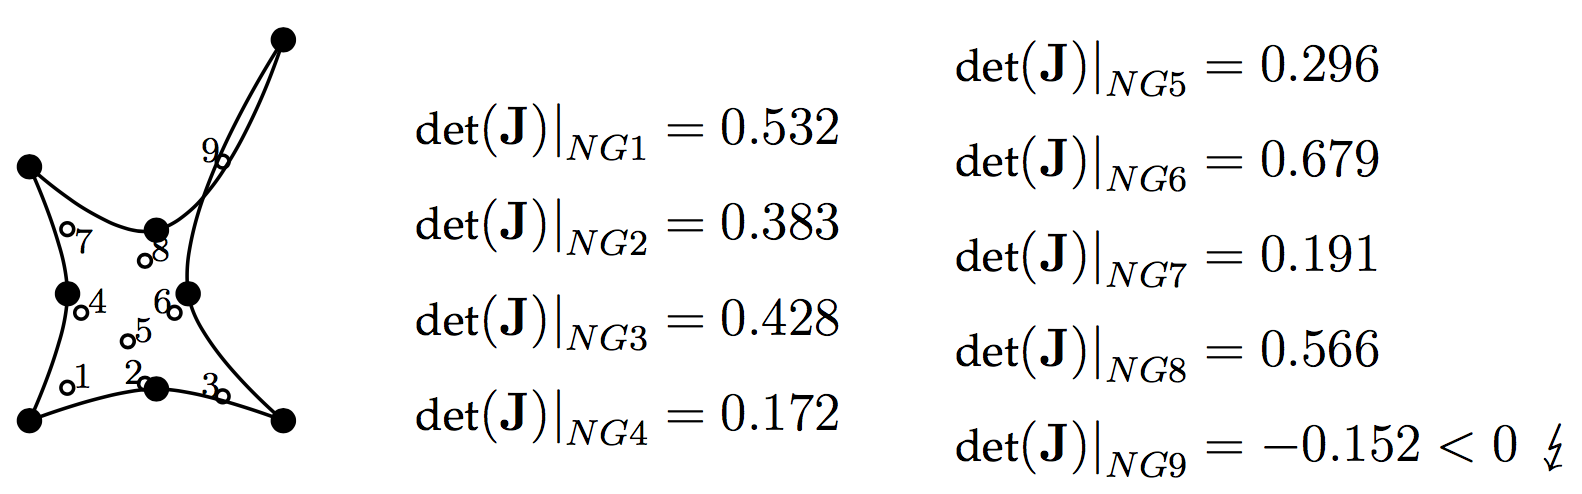 9
7
8
4
6
5
1
2
3
det(J)|NG1 = 0.532
det(J)|NG2 = 0.383
det(J)|NG3 = 0.428
det(J)|NG4 = 0.172
det(J)|NG5 = 0.296
det(J)|NG6 = 0.679
det(J)|NG7 = 0.191
det(J)|NG8 = 0.566
det(J)|NG9 = −0.152 < 0 ↯